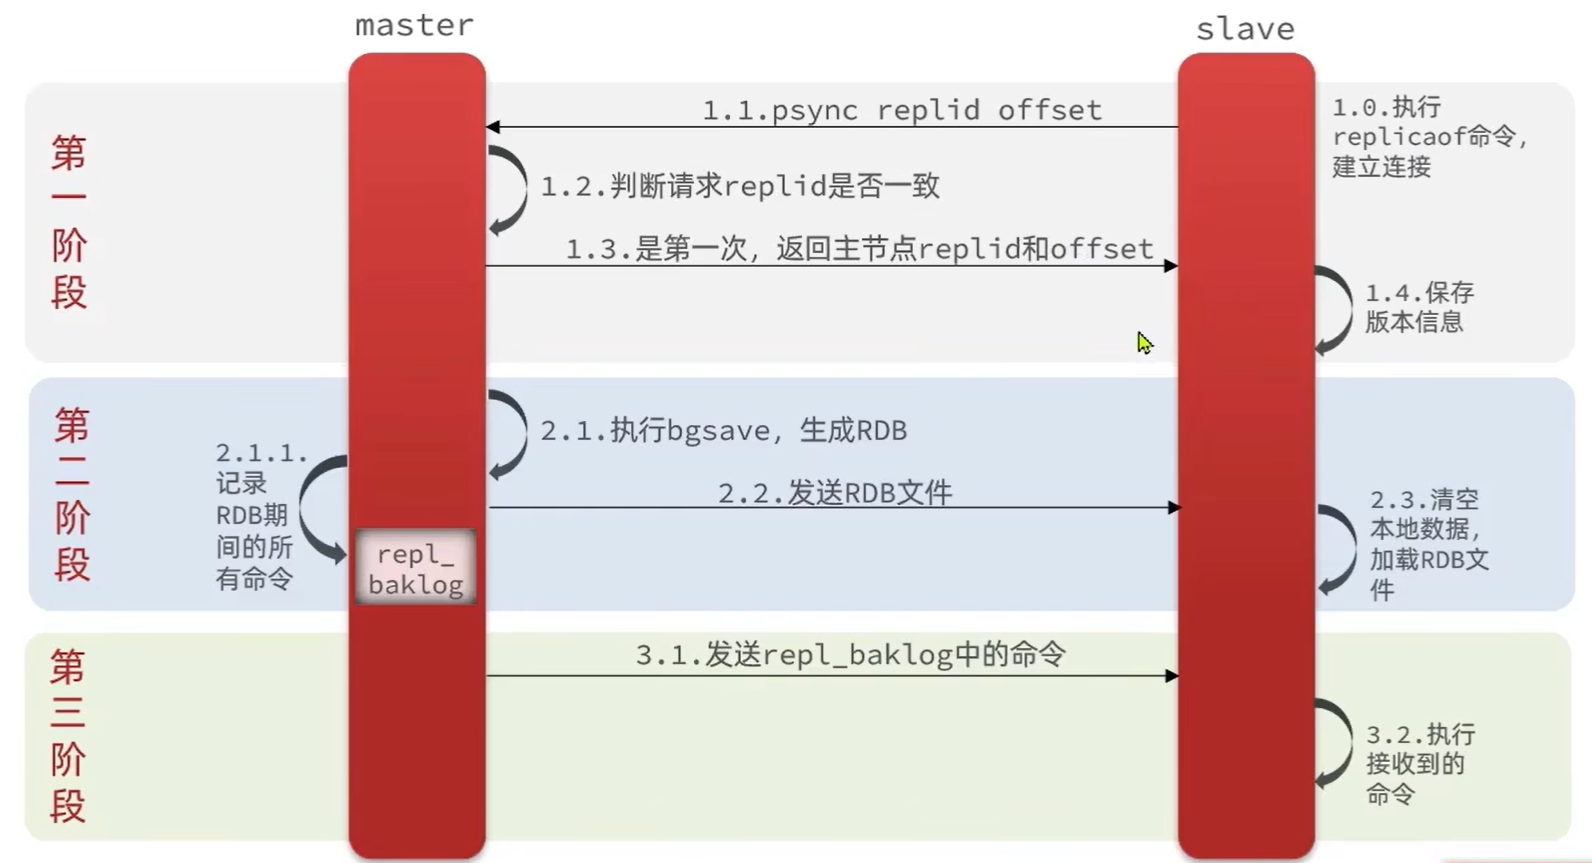 master
slave
第一阶段
1.0.执行
replicaof命令，
建立连接
1.1.psync replid offset
1.2.判断请求replid是否一致
1.3.是第一次，返回主节点replid和offset
1.4.保存
版本信息
第二阶段
2.1.执行bgsave，生成RDB
2.1.1.
记录
RDB期
间的所
有命令
repl_
baklog
2.2.发送RDB文件
2.3.清空
本地数据，
加载RDB文
件
第三阶段
3.1.发送repl_baklog中的命令
3.2.执行
接收到的
命令